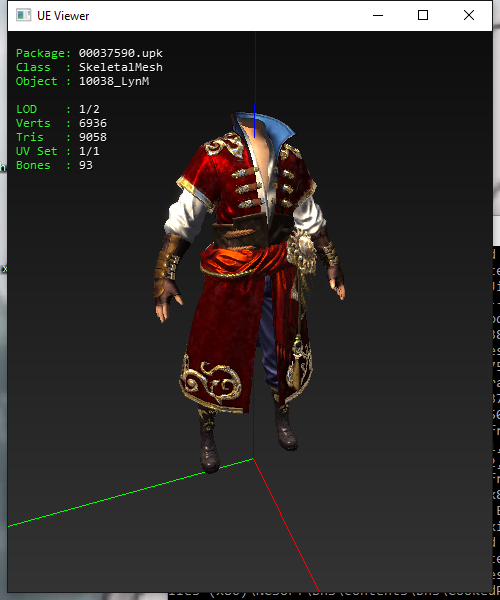 UE Viewer
Package: 00037590.upk
Class : SkeletalMesh
Object : 10038_LynM
LOD : 1/2
Verts : 6936
Tris : 9058
UV Set : 1/1
Bones : 93